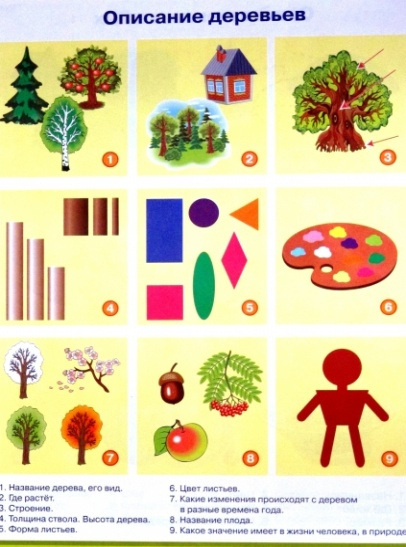 Описание деревьев
1
2
3
4
5
6
7
8
9
1. Название дерева, его вид.
2. Где растёт.
3. Строение.
4. Толщина ствола. Высота дерева.
5. Форма листьев.
6. Цвет листьев.
7. Какие изменения происходят с деревом
в разные времена года.
8. Название плода.
9. Какое значение имеет в жизни человека, в природе